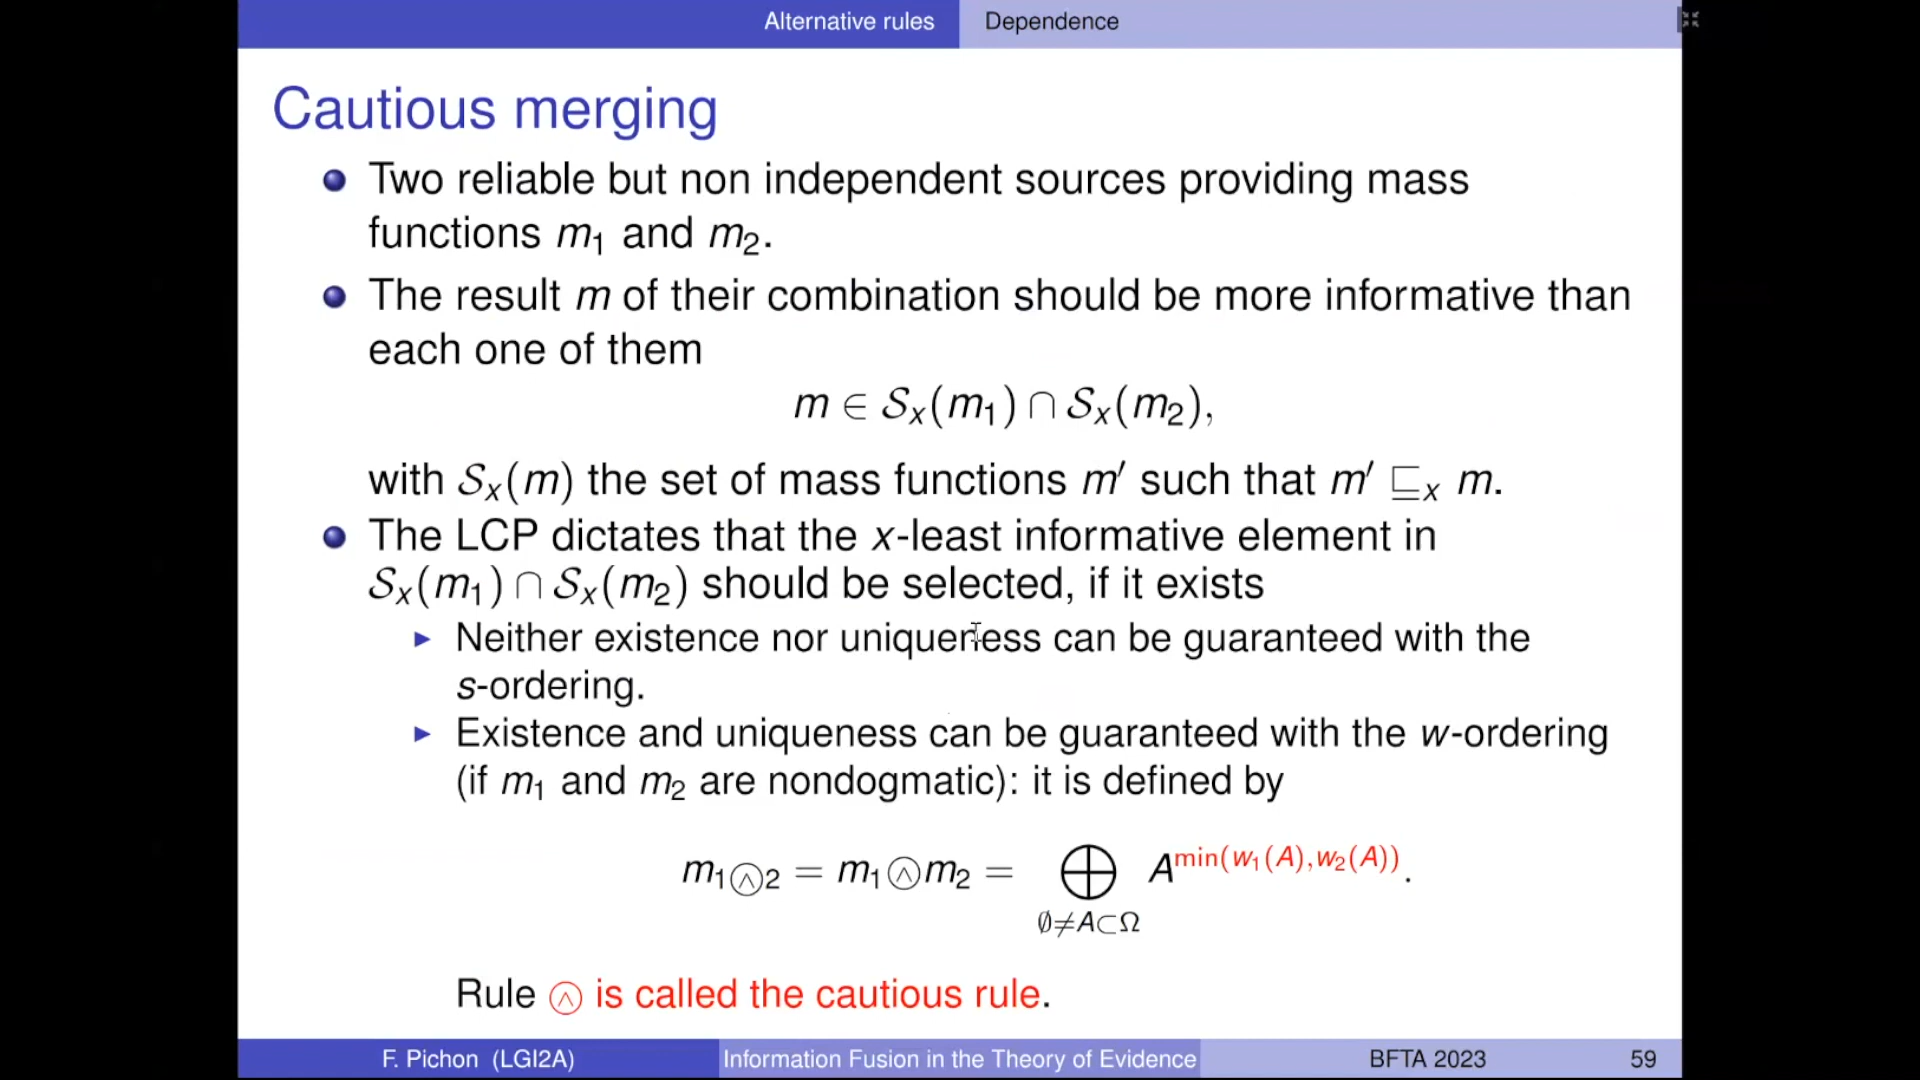 Alternative rules Dependence
Cautious merging
Two reliable but non independent sources providing mass
functions m₁ and m₂.
The result m of their combination should be more informative than
each one of them
m ∈ 𝒮ₓ(m₁) ∩ 𝒮ₓ(m₂),
with 𝒮ₓ(m) the set of mass functions m′ such that m′ ⊑ₓ m.
The LCP dictates that the x-least informative element in
𝒮ₓ(m₁) ∩ 𝒮ₓ(m₂) should be selected, if it exists
▶ Neither existence nor uniqueness can be guaranteed with the
s-ordering.
▶ Existence and uniqueness can be guaranteed with the w-ordering
(if m₁ and m₂ are nondogmatic): it is defined by
m_{1⊚∧2} = m₁ ⊚∧ m₂ = ⊕_{∅≠A⊂Ω} A^{min(w₁(A),w₂(A))}.
Rule ⊚∧ is called the cautious rule.
F. Pichon (LGI2A) Information Fusion in the Theory of Evidence BFTA 2023 59